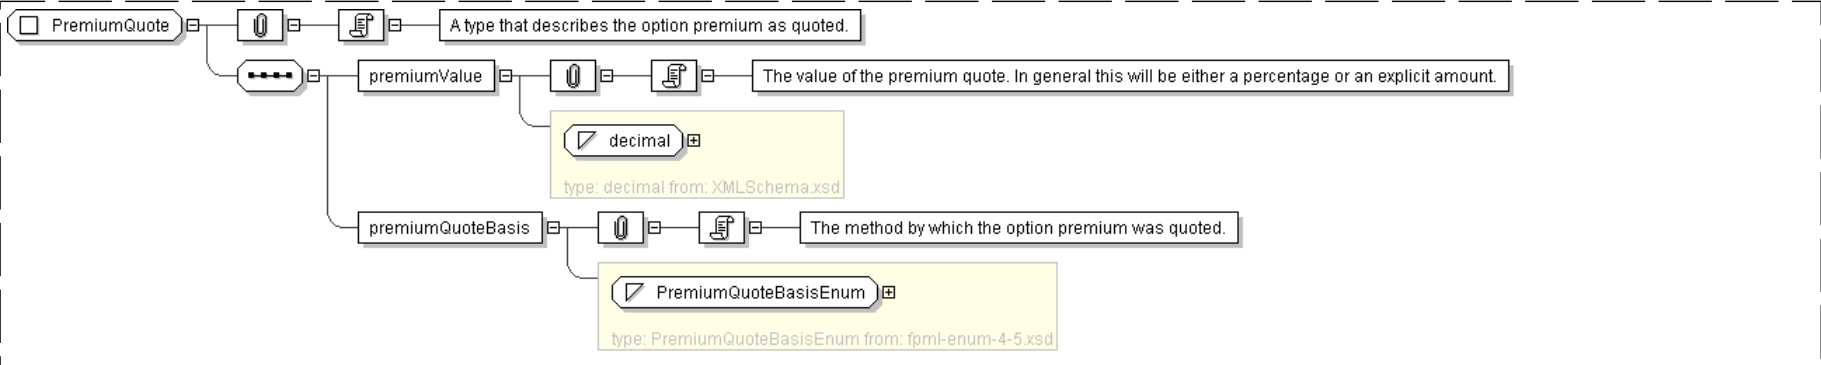 PremiumQuote
A type that describes the option premium as quoted.
premiumValue
The value of the premium quote. In general this will be either a percentage or an explicit amount.
decimal
type: decimal from: XMLSchema.xsd
premiumQuoteBasis
The method by which the option premium was quoted.
PremiumQuoteBasisEnum
type: PremiumQuoteBasisEnum from: fpml-enum-4-5.xsd